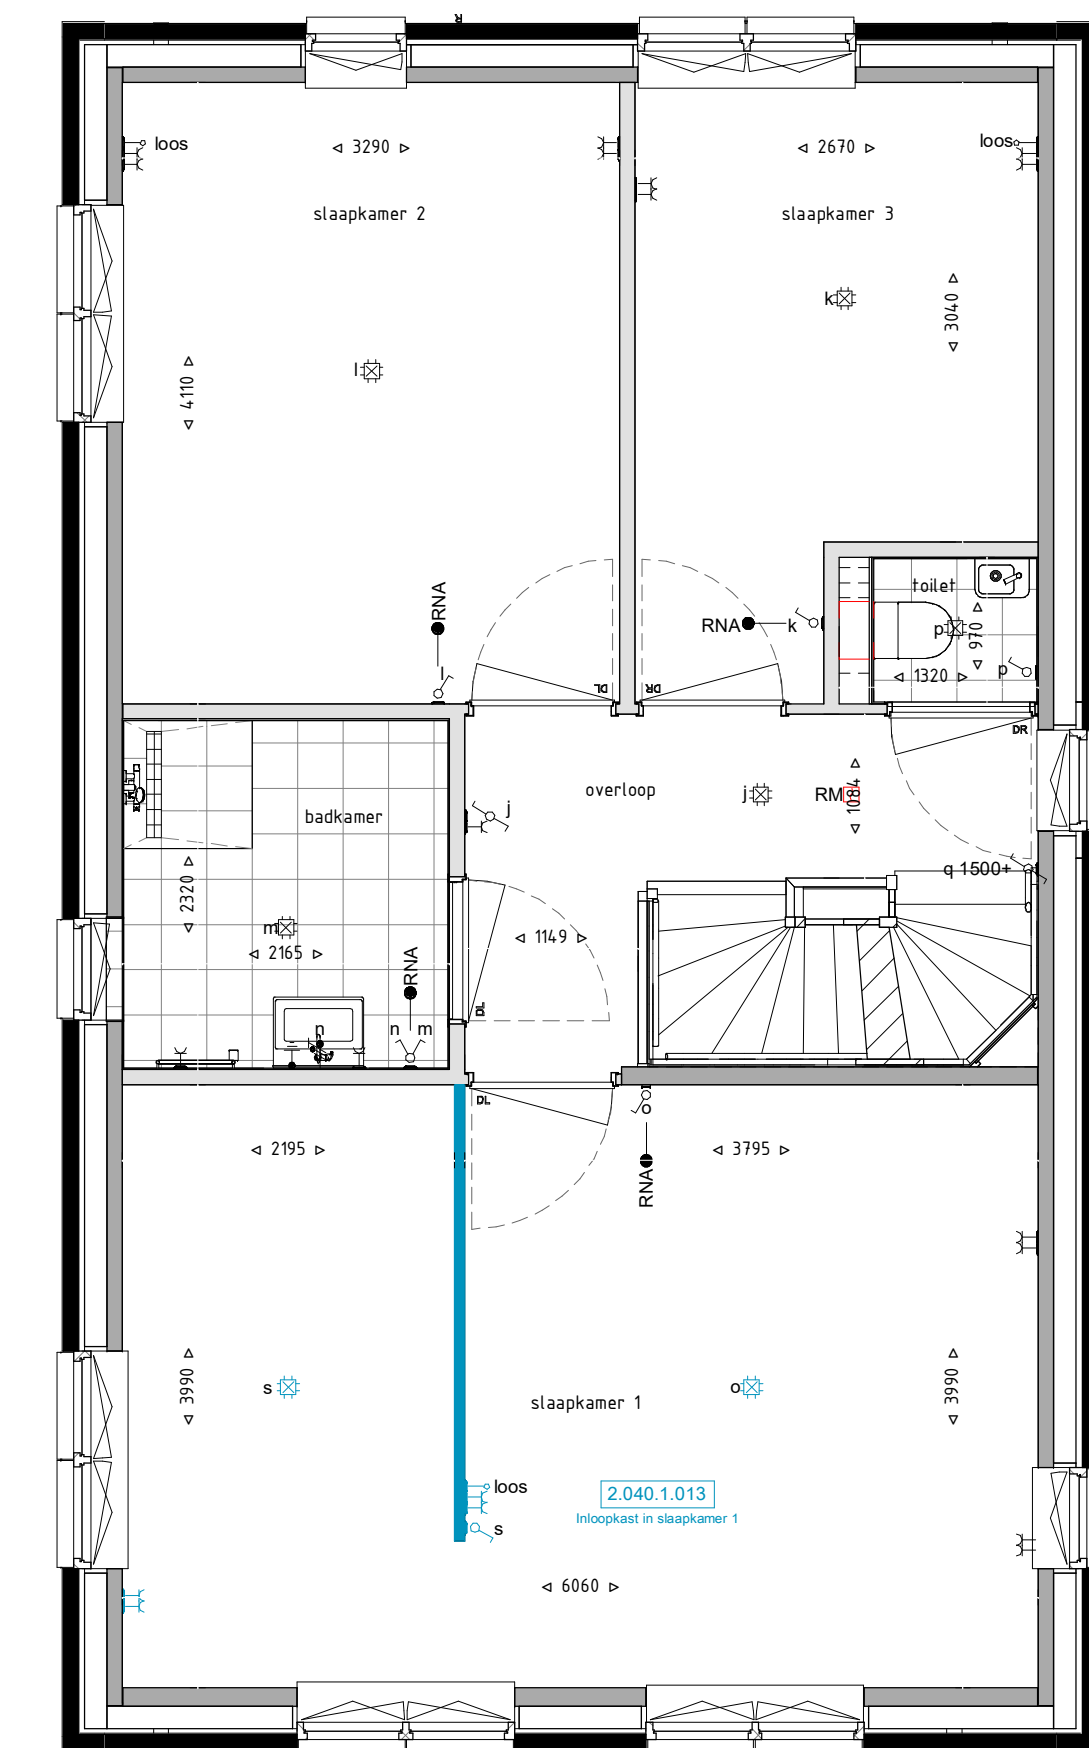 R
loos
3290
2670
loos
slaapkamer 2
slaapkamer 3
k
3040
l
4110
toilet
RNA
RNA
k
p
970
1320
p
l
DL
DR
DR
overloop
j
RM
1084
j
badkamer
q 1500+
2320
m
2165
1149
RNA
n
n m
DL
DL
o
2195
3795
RNA
3990
s
o
3990
slaapkamer 1
loos
2.040.1.013
Inloopkast in slaapkamer 1
s
6060